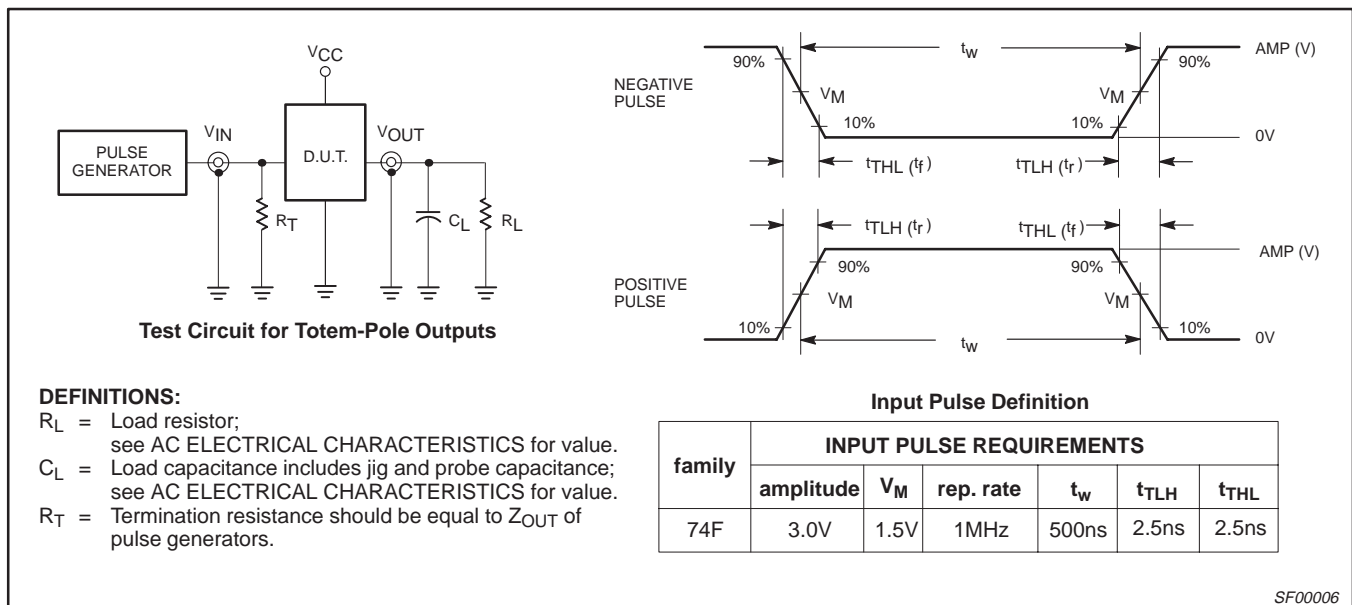 VCC
VIN
VOUT
PULSE
GENERATOR
D.U.T.
RT
CL
RL
Test Circuit for Totem-Pole Outputs
NEGATIVE
PULSE
90%
tw
90%
AMP (V)
VM
VM
10%
10%
0V
tTHL (tf)
tTLH (tr)
tTLH (tr)
tTHL (tf)
AMP (V)
90%
90%
POSITIVE
PULSE
VM
VM
10%
10%
0V
tw
DEFINITIONS:
RL = Load resistor;
see AC ELECTRICAL CHARACTERISTICS for value.
CL = Load capacitance includes jig and probe capacitance;
see AC ELECTRICAL CHARACTERISTICS for value.
RT = Termination resistance should be equal to ZOUT of
pulse generators.
Input Pulse Definition
family
INPUT PULSE REQUIREMENTS
amplitude VM rep. rate tw tTLH tTHL
74F 3.0V 1.5V 1MHz 500ns 2.5ns 2.5ns
SF00006